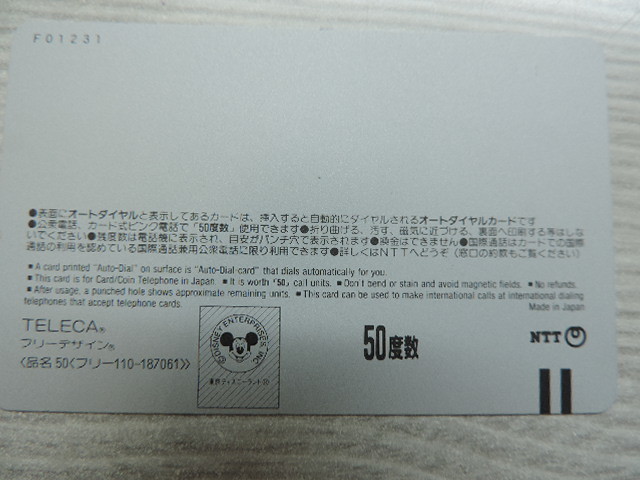 F01231
●表面にオートダイヤルと表示してあるカードは、挿入すると自動的にダイヤルされるオートダイヤルカードです
●公衆電話、カード式ピンク電話で「50度数」使用できます●折り曲げる、汚す、磁気に近づける、裏面へ印刷する等はしな
いでください●残度数は電話機に表示され、目安がパンチ穴で表示されます●換金はできません●国際通話はカードでの国際
通話の利用を認めている国際通話兼用公衆電話に限り利用できます●詳しくはNTTへどうぞ（窓口の約款もご覧ください）
■A card printed "Auto-Dial" on surface is "Auto-Dial-card" that dials automatically for you.
■This card is for Card/Coin Telephone in Japan. ■It is worth "50" call units. ■Don't bend or stain and avoid magnetic fields. ■No refunds.
■After usage, a punched hole shows approximate remaining units. ■This card can be used to make international calls at international dialing
telephones that accept telephone cards.
Made in Japan
TELECA®
フリーデザイン®
〈品名 50〈フリー110-187061〉〉
©DISNEY ENTERPRISES, INC.
東京ディズニーランド
50度数
NTT